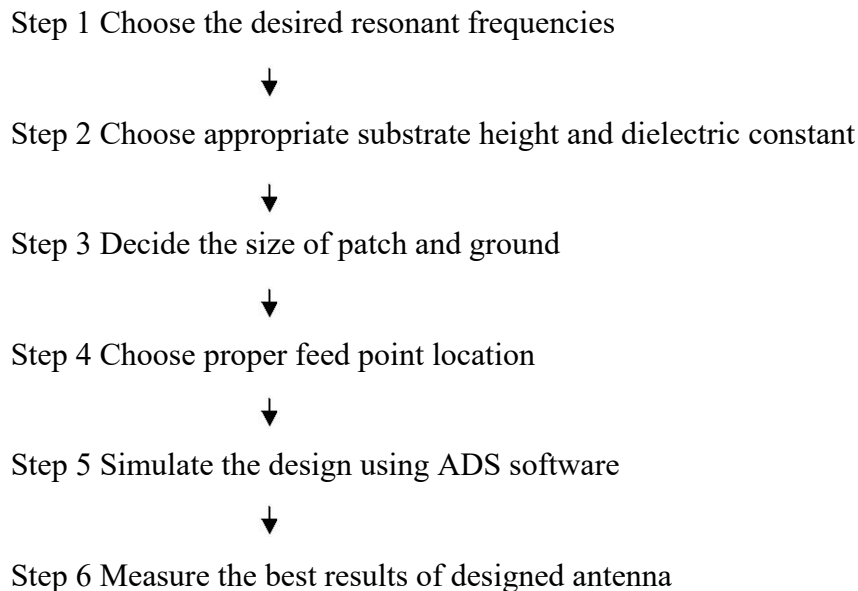 Step 1 Choose the desired resonant frequencies
Step 2 Choose appropriate substrate height and dielectric constant
Step 3 Decide the size of patch and ground
Step 4 Choose proper feed point location
Step 5 Simulate the design using ADS software
Step 6 Measure the best results of designed antenna